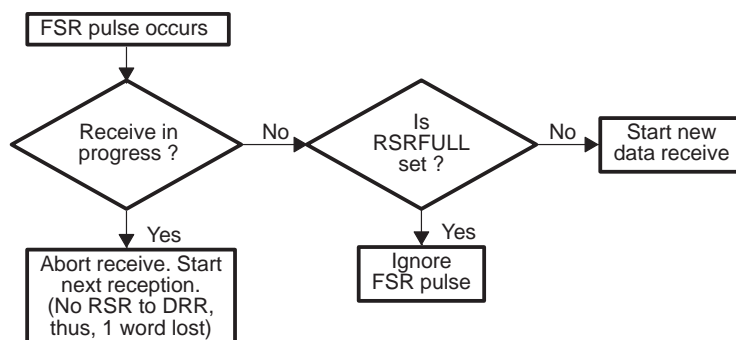 FSR pulse occurs
Receive in
progress ?
No
Is
RSRFULL
set ?
No
Start new
data receive
Yes
Abort receive. Start
next reception.
(No RSR to DRR,
thus, 1 word lost)
Yes
Ignore
FSR pulse